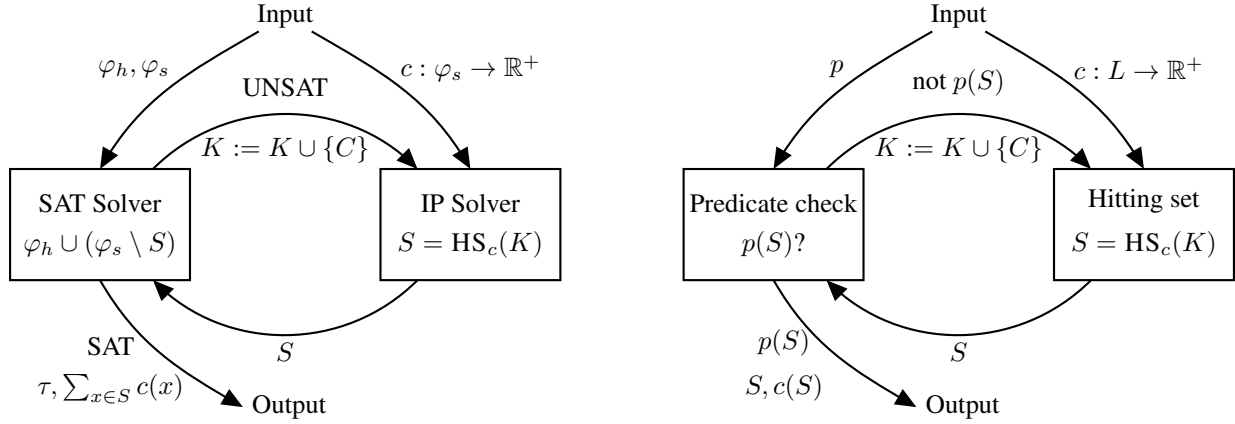 Input
φ_h, φ_s
c : φ_s → ℝ⁺
UNSAT
K := K ∪ {C}
SAT Solver
φ_h ∪ (φ_s \ S)
IP Solver
S = HS_c(K)
S
SAT
τ, ∑_{x∈S} c(x)
Output
Input
p
c : L → ℝ⁺
not p(S)
K := K ∪ {C}
Predicate check
p(S)?
Hitting set
S = HS_c(K)
S
p(S)
S, c(S)
Output